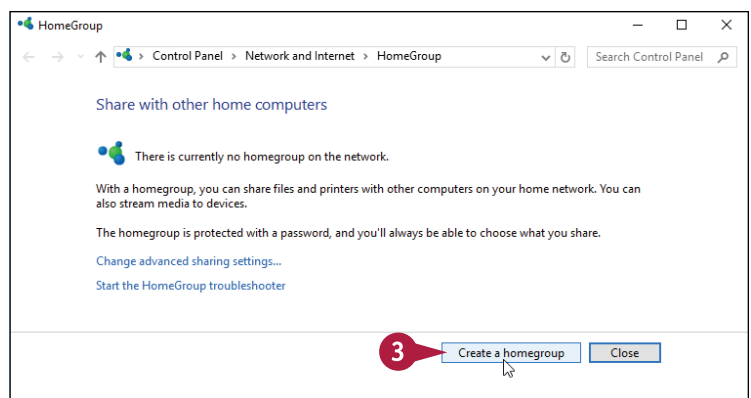 HomeGroup
Control Panel > Network and Internet > HomeGroup
Search Control Panel
Share with other home computers
There is currently no homegroup on the network.
With a homegroup, you can share files and printers with other computers on your home network. You can
also stream media to devices.
The homegroup is protected with a password, and you'll always be able to choose what you share.
Change advanced sharing settings...
Start the HomeGroup troubleshooter
3 Create a homegroup Close